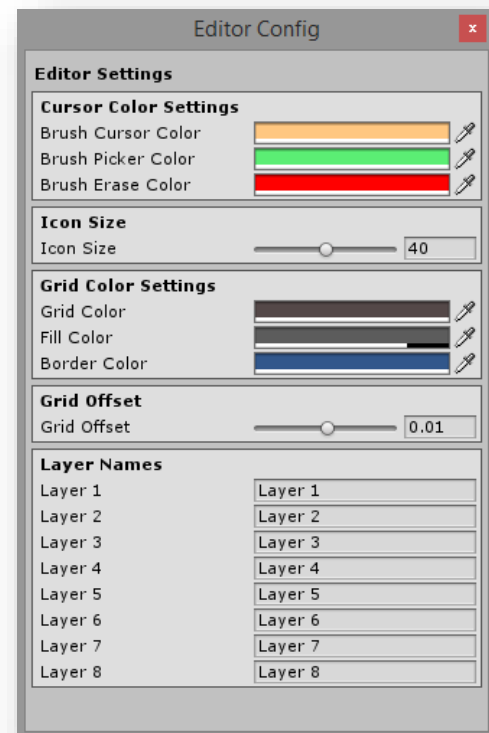 Editor Config
x
Editor Settings
Cursor Color Settings
Brush Cursor Color
Brush Picker Color
Brush Erase Color
Icon Size
Icon Size 40
Grid Color Settings
Grid Color
Fill Color
Border Color
Grid Offset
Grid Offset 0.01
Layer Names
Layer 1 Layer 1
Layer 2 Layer 2
Layer 3 Layer 3
Layer 4 Layer 4
Layer 5 Layer 5
Layer 6 Layer 6
Layer 7 Layer 7
Layer 8 Layer 8